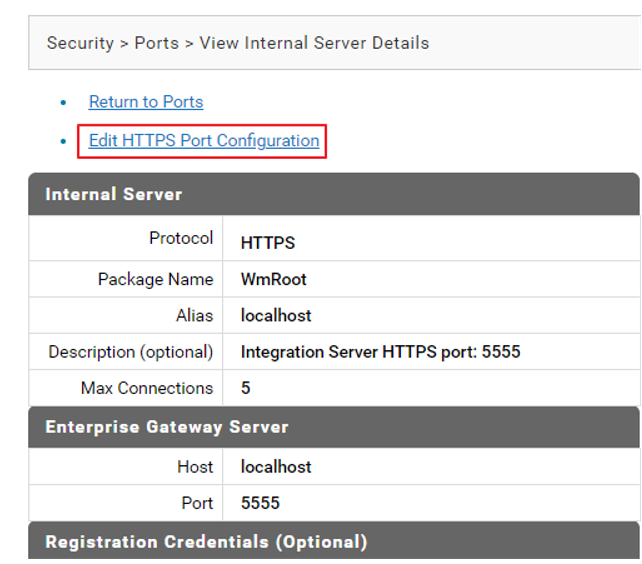 Security > Ports > View Internal Server Details
Return to Ports
Edit HTTPS Port Configuration
Internal Server
Protocol HTTPS
Package Name WmRoot
Alias localhost
Description (optional) Integration Server HTTPS port: 5555
Max Connections 5
Enterprise Gateway Server
Host localhost
Port 5555
Registration Credentials (Optional)